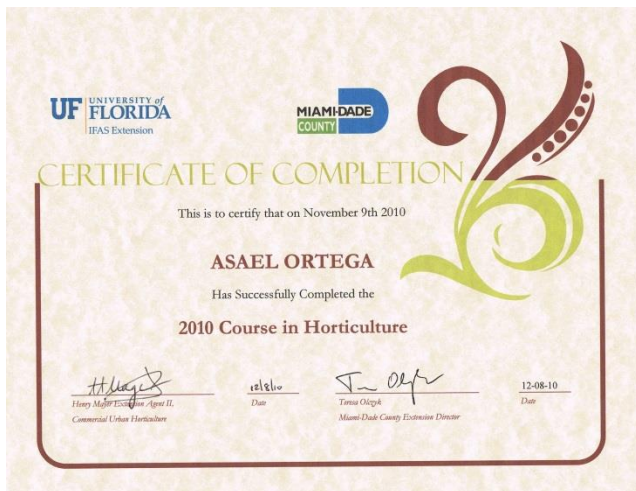 UF UNIVERSITY of FLORIDA
IFAS Extension
MIAMI-DADE
COUNTY
CERTIFICATE OF COMPLETION
This is to certify that on November 9th 2010
ASAEL ORTEGA
Has Successfully Completed the
2010 Course in Horticulture
12/8/10
12-08-10
Henry Mayer Extension Agent II,
Commercial Urban Horticulture
Date
Teresa Olczyk
Miami-Dade County Extension Director
Date